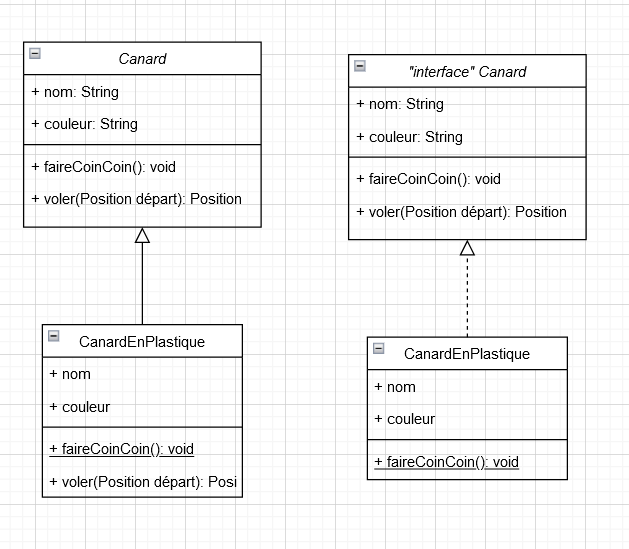 Canard
+ nom: String
+ couleur: String
+ faireCoinCoin(): void
+ voler(Position départ): Position
CanardEnPlastique
+ nom
+ couleur
+ faireCoinCoin(): void
+ voler(Position départ): Posi
"interface" Canard
+ nom: String
+ couleur: String
+ faireCoinCoin(): void
+ voler(Position départ): Position
CanardEnPlastique
+ nom
+ couleur
+ faireCoinCoin(): void